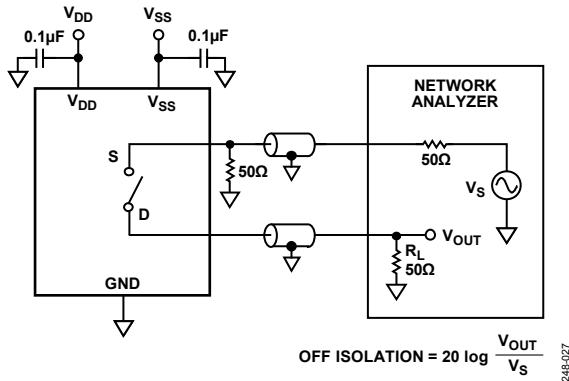 V_DD V_SS
0.1µF 0.1µF
V_DD V_SS
NETWORK
ANALYZER
S
50Ω
50Ω
V_S
D
V_OUT
R_L
50Ω
GND
OFF ISOLATION = 20 log V_OUT / V_S
248-027